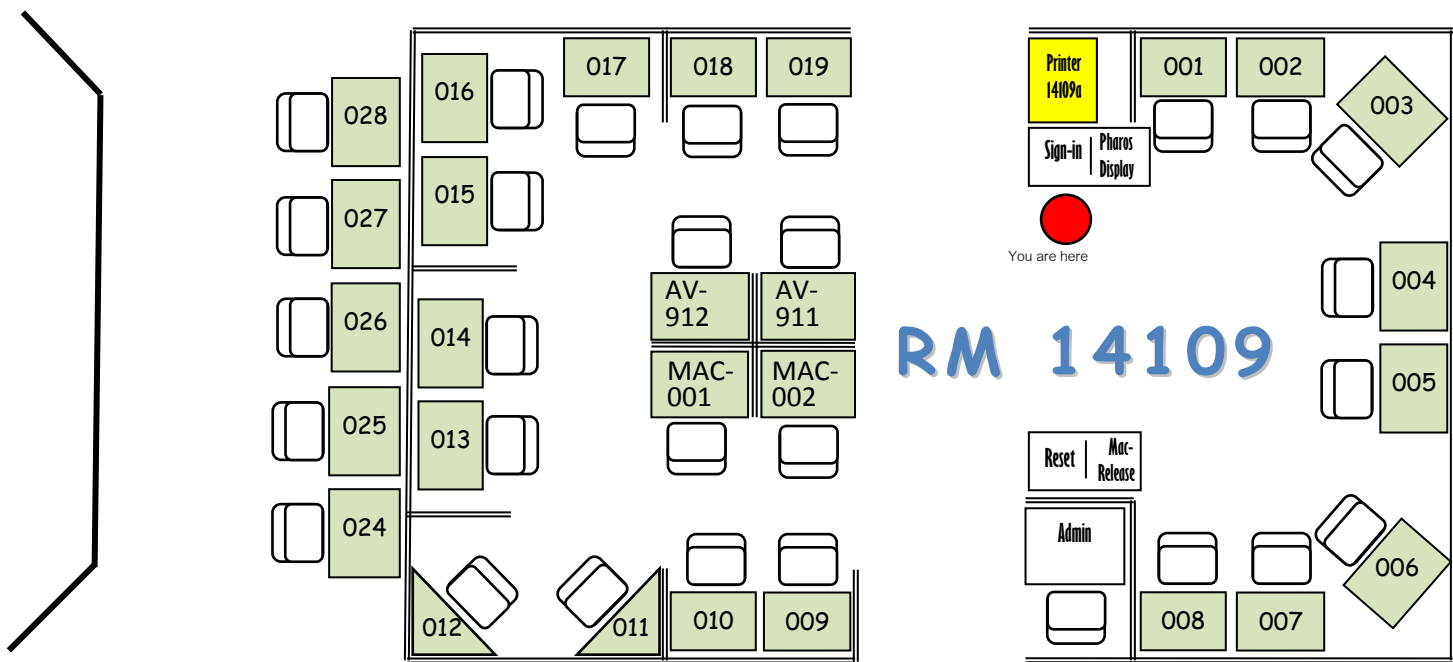 017
018
019
Printer
14109a
001
002
016
028
003
Sign-in
Pharos
Display
015
027
You are here
004
AV-
912
AV-
911
026
014
RM 14109
MAC-
001
MAC-
002
005
025
013
Reset
Mac-
Release
024
Admin
006
012
011
010
009
008
007